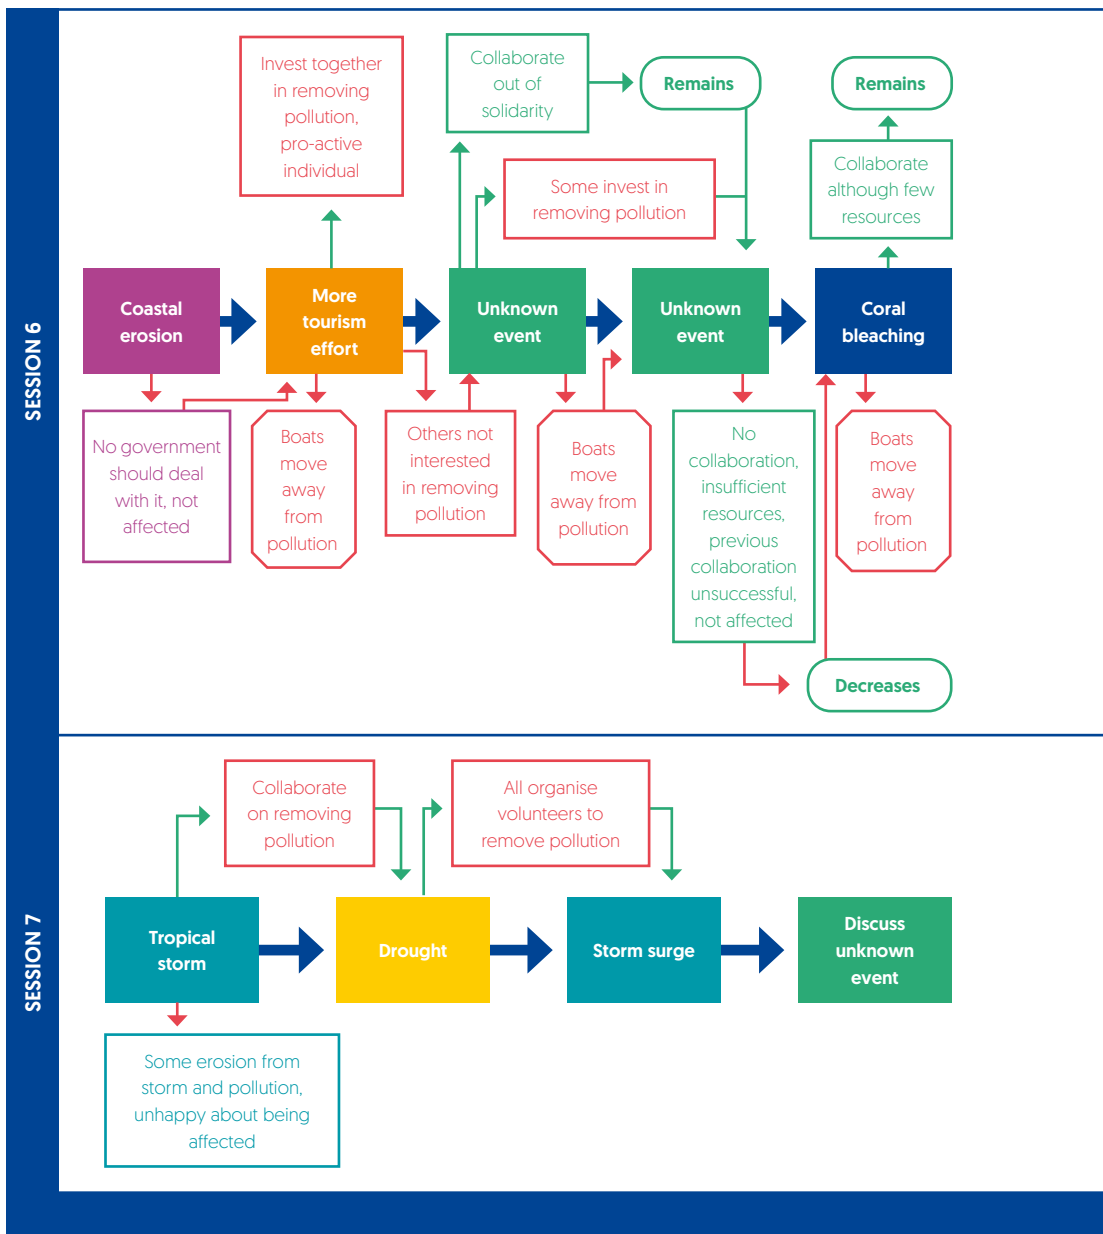 SESSION 6
Invest together
in removing
pollution,
pro-active
individual
Collaborate
out of
solidarity
Remains
Remains
Some invest in
removing pollution
Collaborate
although few
resources
Coastal
erosion
More
tourism
effort
Unknown
event
Unknown
event
Coral
bleaching
No government
should deal
with it, not
affected
Boats
move
away
from
pollution
Others not
interested
in removing
pollution
Boats
move
away from
pollution
No
collaboration,
insufficient
resources,
previous
collaboration
unsuccessful,
not affected
Boats
move
away
from
pollution
Decreases
SESSION 7
Collaborate
on removing
pollution
All organise
volunteers to
remove pollution
Tropical
storm
Drought
Storm surge
Discuss
unknown
event
Some erosion from
storm and pollution,
unhappy about being
affected